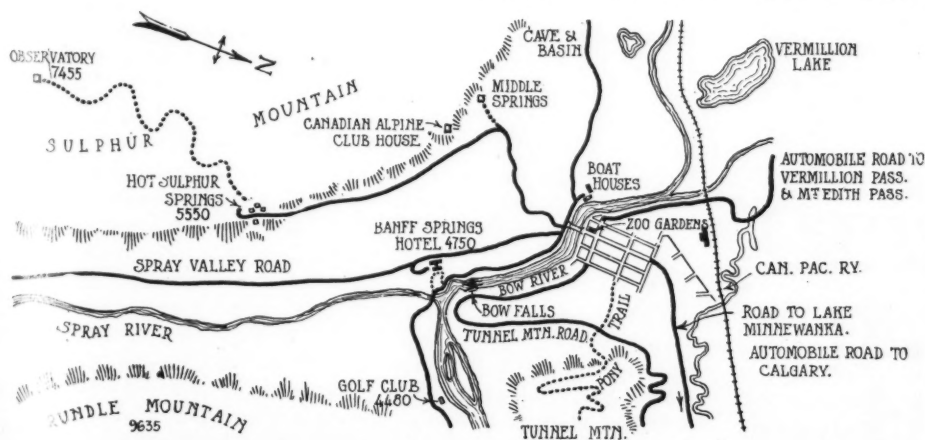 OBSERVATORY
7455
N
CAVE &
BASIN
VERMILLION
LAKE
MIDDLE
SPRINGS
MOUNTAIN
CANADIAN ALPINE
CLUB HOUSE
SULPHUR
HOT SULPHUR
SPRINGS
5550
BOAT
HOUSES
AUTOMOBILE ROAD TO
VERMILLION PASS.
& MT. EDITH PASS.
ZOO GARDENS
BANFF SPRINGS
HOTEL 4750
SPRAY VALLEY ROAD
BOW RIVER
CAN. PAC. RY.
BOW FALLS
TRAIL
ROAD TO LAKE
MINNEWANKA.
SPRAY RIVER
TUNNEL MTN. ROAD
AUTOMOBILE ROAD TO
CALGARY.
GOLF CLUB
4480
PONY
RUNDLE MOUNTAIN
9635
TUNNEL MTN.